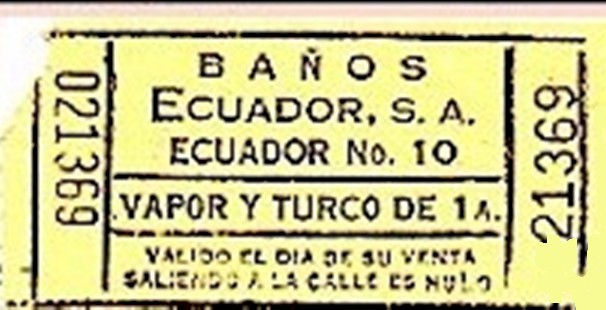 021369
BAÑOS
ECUADOR, S. A.
ECUADOR No. 10
VAPOR Y TURCO DE 1A.
VALIDO EL DIA DE SU VENTA
SALIENDO A LA CALLE ES NULO
21369